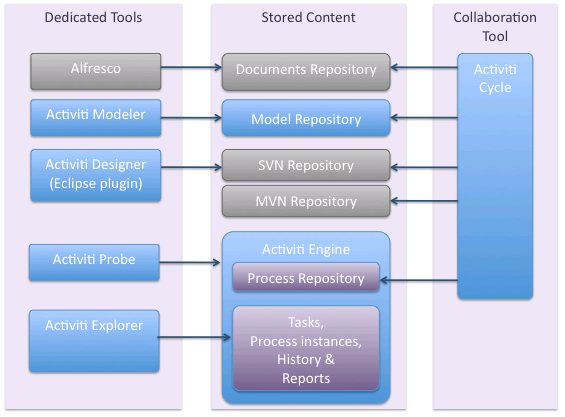 Dedicated Tools
Stored Content
Collaboration
Tool
Alfresco
Documents Repository
Activiti
Cycle
Activiti Modeler
Model Repository
Activiti Designer
(Eclipse plugin)
SVN Repository
MVN Repository
Activiti Engine
Activiti Probe
Process Repository
Activiti Explorer
Tasks,
Process instances,
History &
Reports